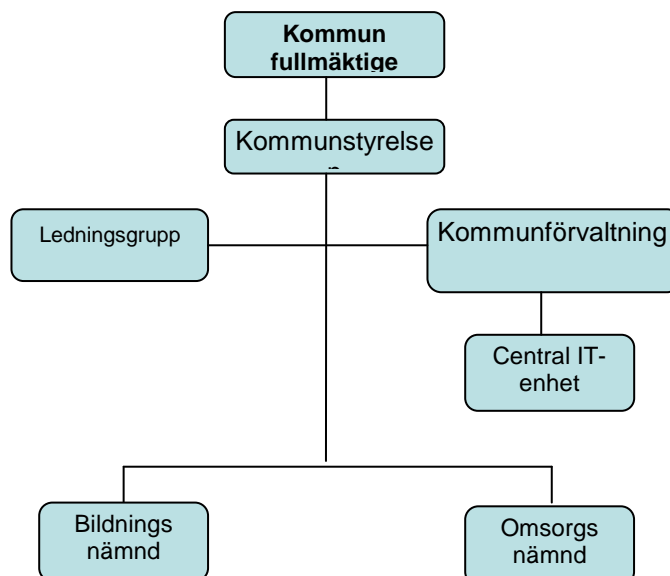 Kommun
fullmäktige
Kommunstyrelse
Ledningsgrupp
Kommunförvaltning
Central IT-
enhet
Bildnings
nämnd
Omsorgs
nämnd